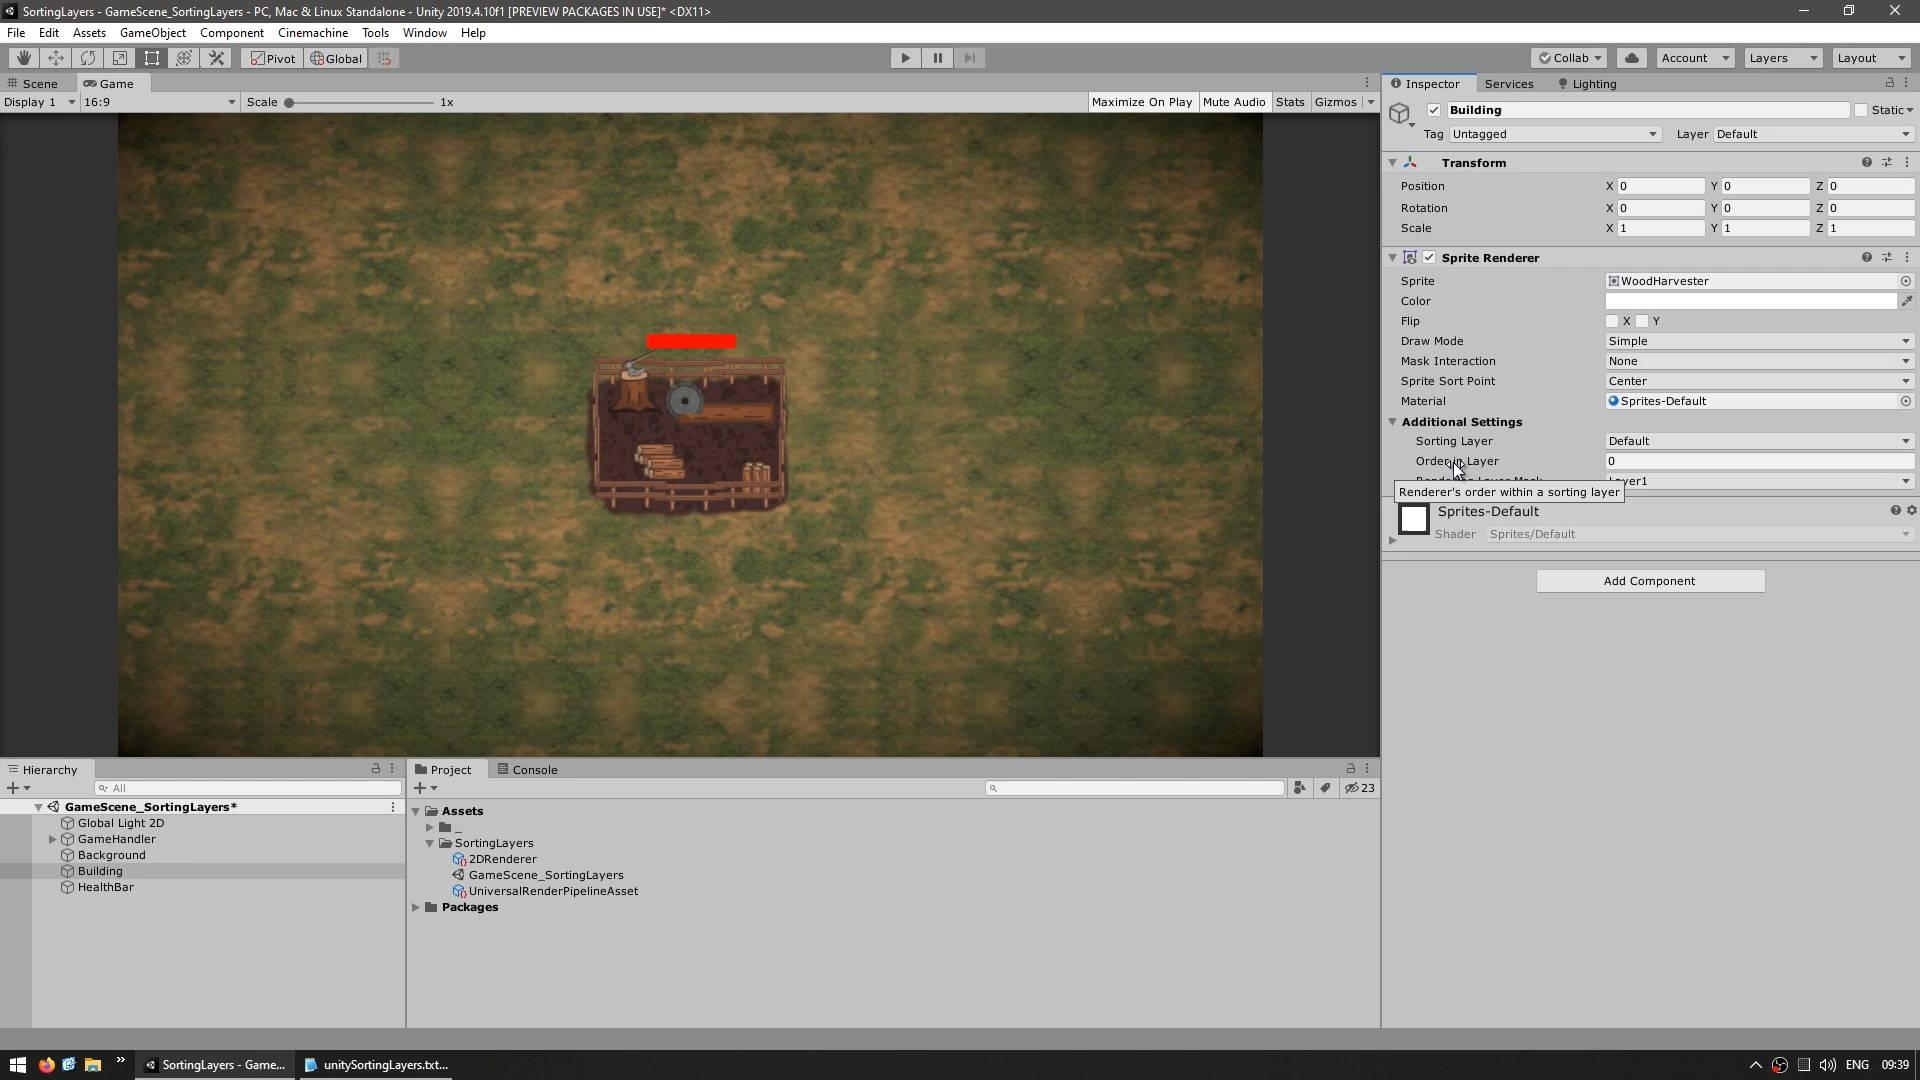 SortingLayers - GameScene_SortingLayers - PC, Mac & Linux Standalone - Unity 2019.4.10f1 [PREVIEW PACKAGES IN USE]* <DX11>
File Edit Assets GameObject Component Cinemachine Tools Window Help
Pivot Global Collab Account Layers Layout
Scene Game
Display 1 16:9 Scale 1x Maximize On Play Mute Audio Stats Gizmos
Inspector Services Lighting
Building Static
Tag Untagged Layer Default
Transform
Position X 0 Y 0 Z 0
Rotation X 0 Y 0 Z 0
Scale X 1 Y 1 Z 1
Sprite Renderer
Sprite WoodHarvester
Color
Flip X Y
Draw Mode Simple
Mask Interaction None
Sprite Sort Point Center
Material Sprites-Default
Additional Settings
Sorting Layer Default
Order in Layer 0
Layer1
Renderer's order within a sorting layer
Sprites-Default
Shader Sprites/Default
Add Component
Hierarchy
All
GameScene_SortingLayers*
Global Light 2D
GameHandler
Background
Building
HealthBar
Project Console
23
Assets
_
SortingLayers
2DRenderer
GameScene_SortingLayers
UniversalRenderPipelineAsset
Packages
SortingLayers - Game... unitySortingLayers.txt... ENG 09:39